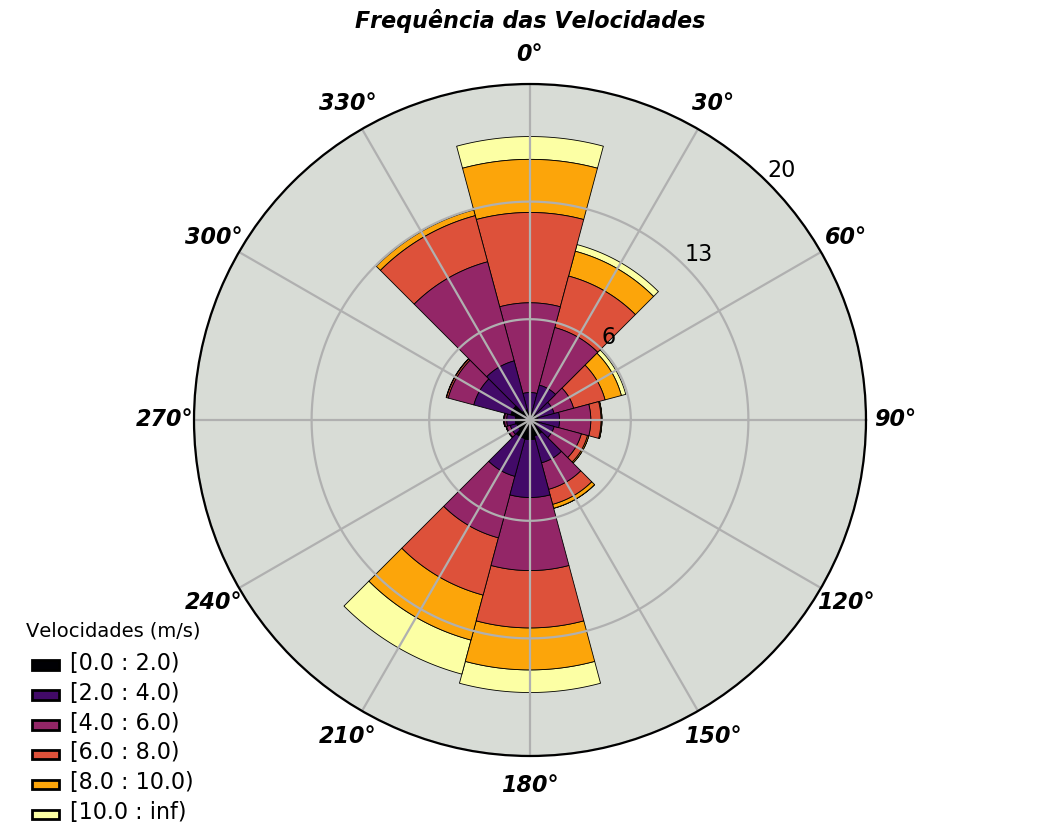 Frequência das Velocidades
0°
330°
30°
20
300°
60°
13
6
270°
90°
240°
120°
210°
150°
180°
Velocidades (m/s)
[0.0 : 2.0)
[2.0 : 4.0)
[4.0 : 6.0)
[6.0 : 8.0)
[8.0 : 10.0)
[10.0 : inf)